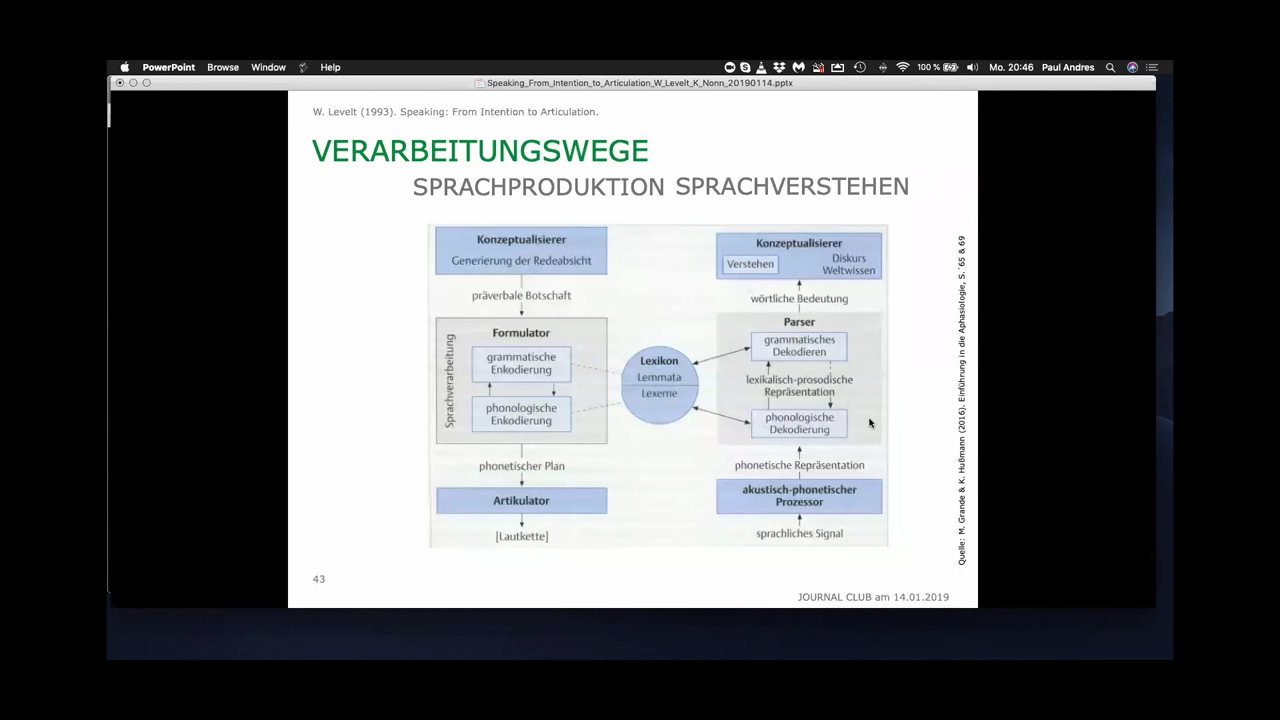 PowerPoint Browse Window Help 100 % Mo. 20:46 Paul Andres
Speaking_From_Intention_to_Articulation_W_Levelt_K_Nonn_20190114.pptx
W. Levelt (1993). Speaking: From Intention to Articulation.
VERARBEITUNGSWEGE
SPRACHPRODUKTION SPRACHVERSTEHEN
Konzeptualisierer
Generierung der Redeabsicht
präverbale Botschaft
Formulator
Sprachverarbeitung
grammatische
Enkodierung
phonologische
Enkodierung
phonetischer Plan
Artikulator
[Lautkette]
Lexikon
Lemmata
Lexeme
Konzeptualisierer
Verstehen
Diskurs
Weltwissen
wörtliche Bedeutung
Parser
grammatisches
Dekodieren
lexikalisch-prosodische
Repräsentation
phonologische
Dekodierung
phonetische Repräsentation
akustisch-phonetischer
Prozessor
sprachliches Signal
Quelle: M. Grande & K. Hußmann (2016). Einführung in die Aphasiologie, S. 65 & 69
43
JOURNAL CLUB am 14.01.2019